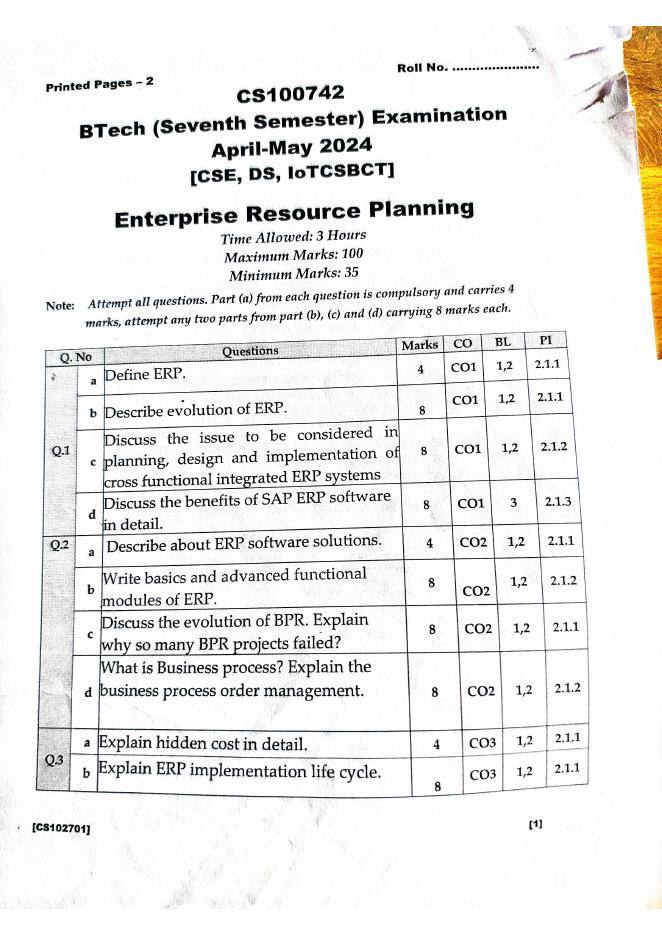 Roll No. ......................
Printed Pages – 2
CS100742
BTech (Seventh Semester) Examination
April-May 2024
[CSE, DS, IoTCSBCT]
Enterprise Resource Planning
Time Allowed: 3 Hours
Maximum Marks: 100
Minimum Marks: 35
Note: Attempt all questions. Part (a) from each question is compulsory and carries 4
marks, attempt any two parts from part (b), (c) and (d) carrying 8 marks each.
Q. No Questions Marks CO BL PI
Q.1
a Define ERP. 4 CO1 1,2 2.1.1
b Describe evolution of ERP. 8 CO1 1,2 2.1.1
Discuss the issue to be considered in
c planning, design and implementation of 8 CO1 1,2 2.1.2
cross functional integrated ERP systems
d Discuss the benefits of SAP ERP software 8 CO1 3 2.1.3
in detail.
Q.2
a Describe about ERP software solutions. 4 CO2 1,2 2.1.1
b Write basics and advanced functional 8 CO2 1,2 2.1.2
modules of ERP.
c Discuss the evolution of BPR. Explain 8 CO2 1,2 2.1.1
why so many BPR projects failed?
What is Business process? Explain the
d business process order management. 8 CO2 1,2 2.1.2
Q.3
a Explain hidden cost in detail. 4 CO3 1,2 2.1.1
b Explain ERP implementation life cycle. 8 CO3 1,2 2.1.1
[CS102701] [1]